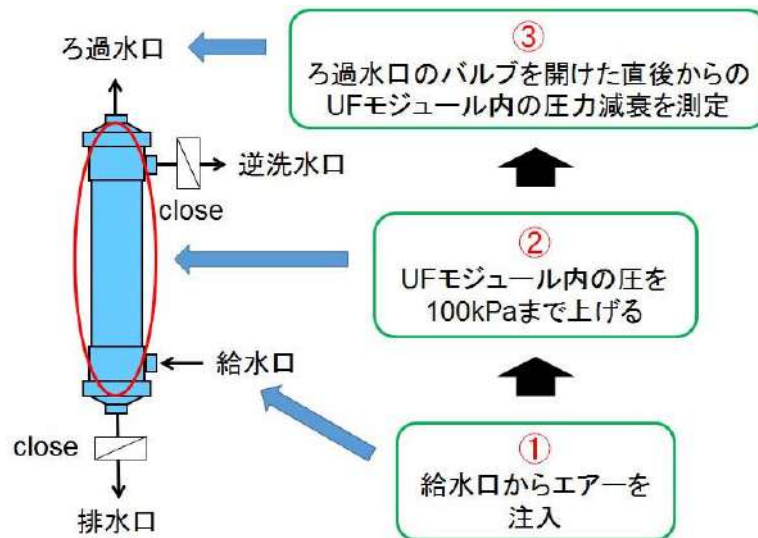 ろ過水口
逆洗水口
close
給水口
close
排水口
③
ろ過水口のバルブを開けた直後からの
UFモジュール内の圧力減衰を測定
②
UFモジュール内の圧を
100kPaまで上げる
①
給水口からエアーを
注入